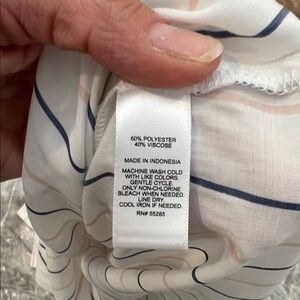 60% POLYESTER
40% VISCOSE
MADE IN INDONESIA
MACHINE WASH COLD
WITH LIKE COLORS.
GENTLE CYCLE.
ONLY NON-CHLORINE
BLEACH WHEN NEEDED.
LINE DRY.
COOL IRON IF NEEDED.
RN# 55285